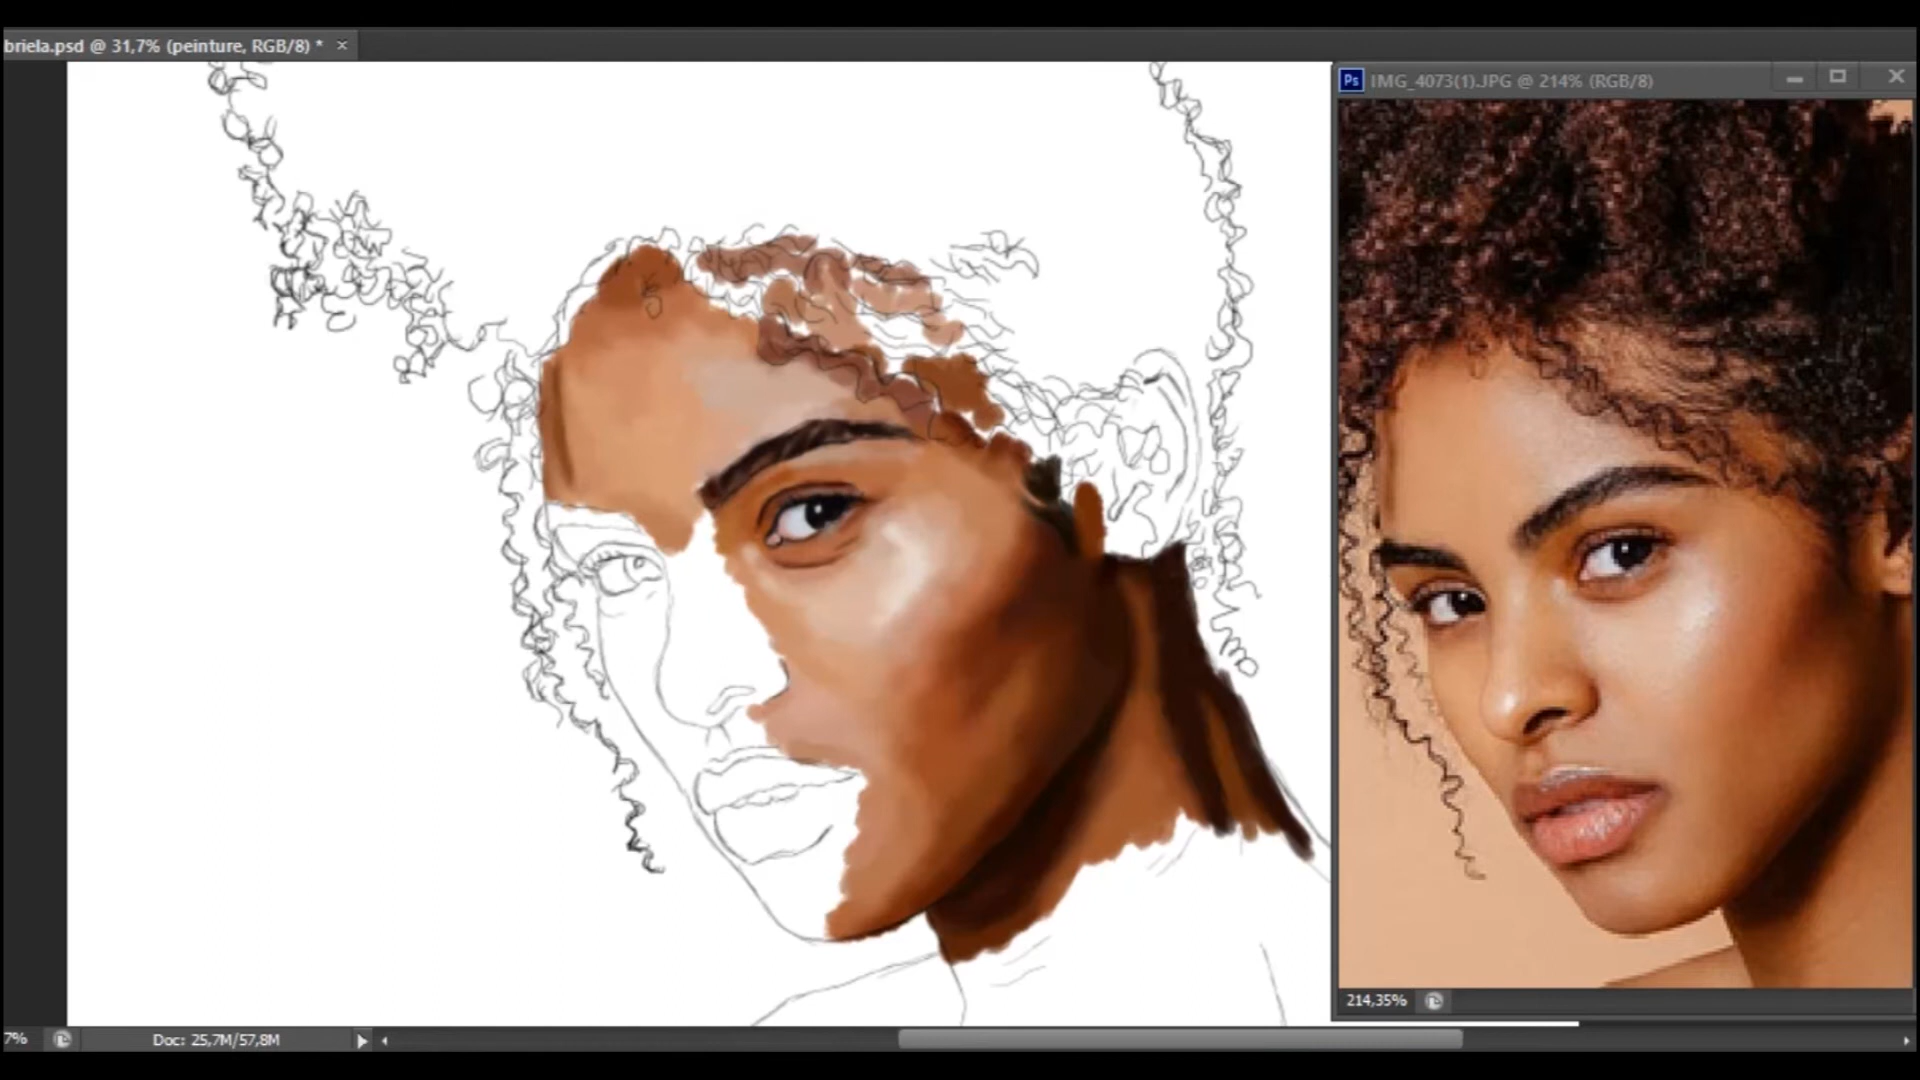 briela.psd @ 31,7% (peinture, RGB/8) * ×
Ps IMG_4073(1).JPG @ 214% (RGB/8)
214,35%
7%
Doc: 25,7M/57,8M